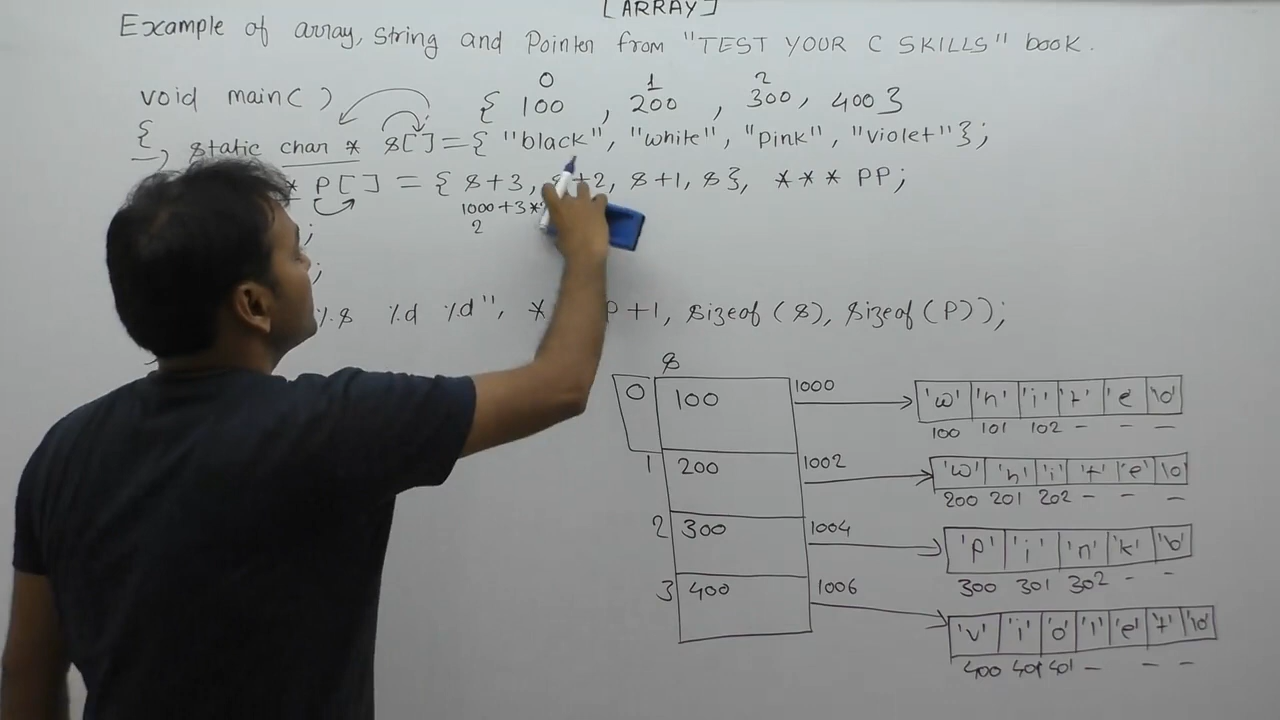 [ARRAY]
Example of array, String and Pointer from "TEST YOUR C SKILLS" book.
0 1 2
void main( ) { 100 , 200 , 300, 400 }
{ static char * s[ ] = { "black", "white", "pink", "violet" };
* P[ ] = { s+3, s+2, s+1, s}, * * * PP;
1000+3*
2
;
;
%s %d %d", * P+1, sizeof (s), sizeof (P));
s
0 100 1000 'w' 'h' 'i' 't' 'e' \0
100 101 102 - - -
1 200 1002 'w' 'h' 'i' 't' 'e' \0
200 201 202 - - -
2 300 1004 'P' 'i' 'n' 'k' '\0'
300 301 302 - -
3 400 1006 'v' 'i' 'o' 'l' 'e' 't' '\0'
400 401 401 - - -